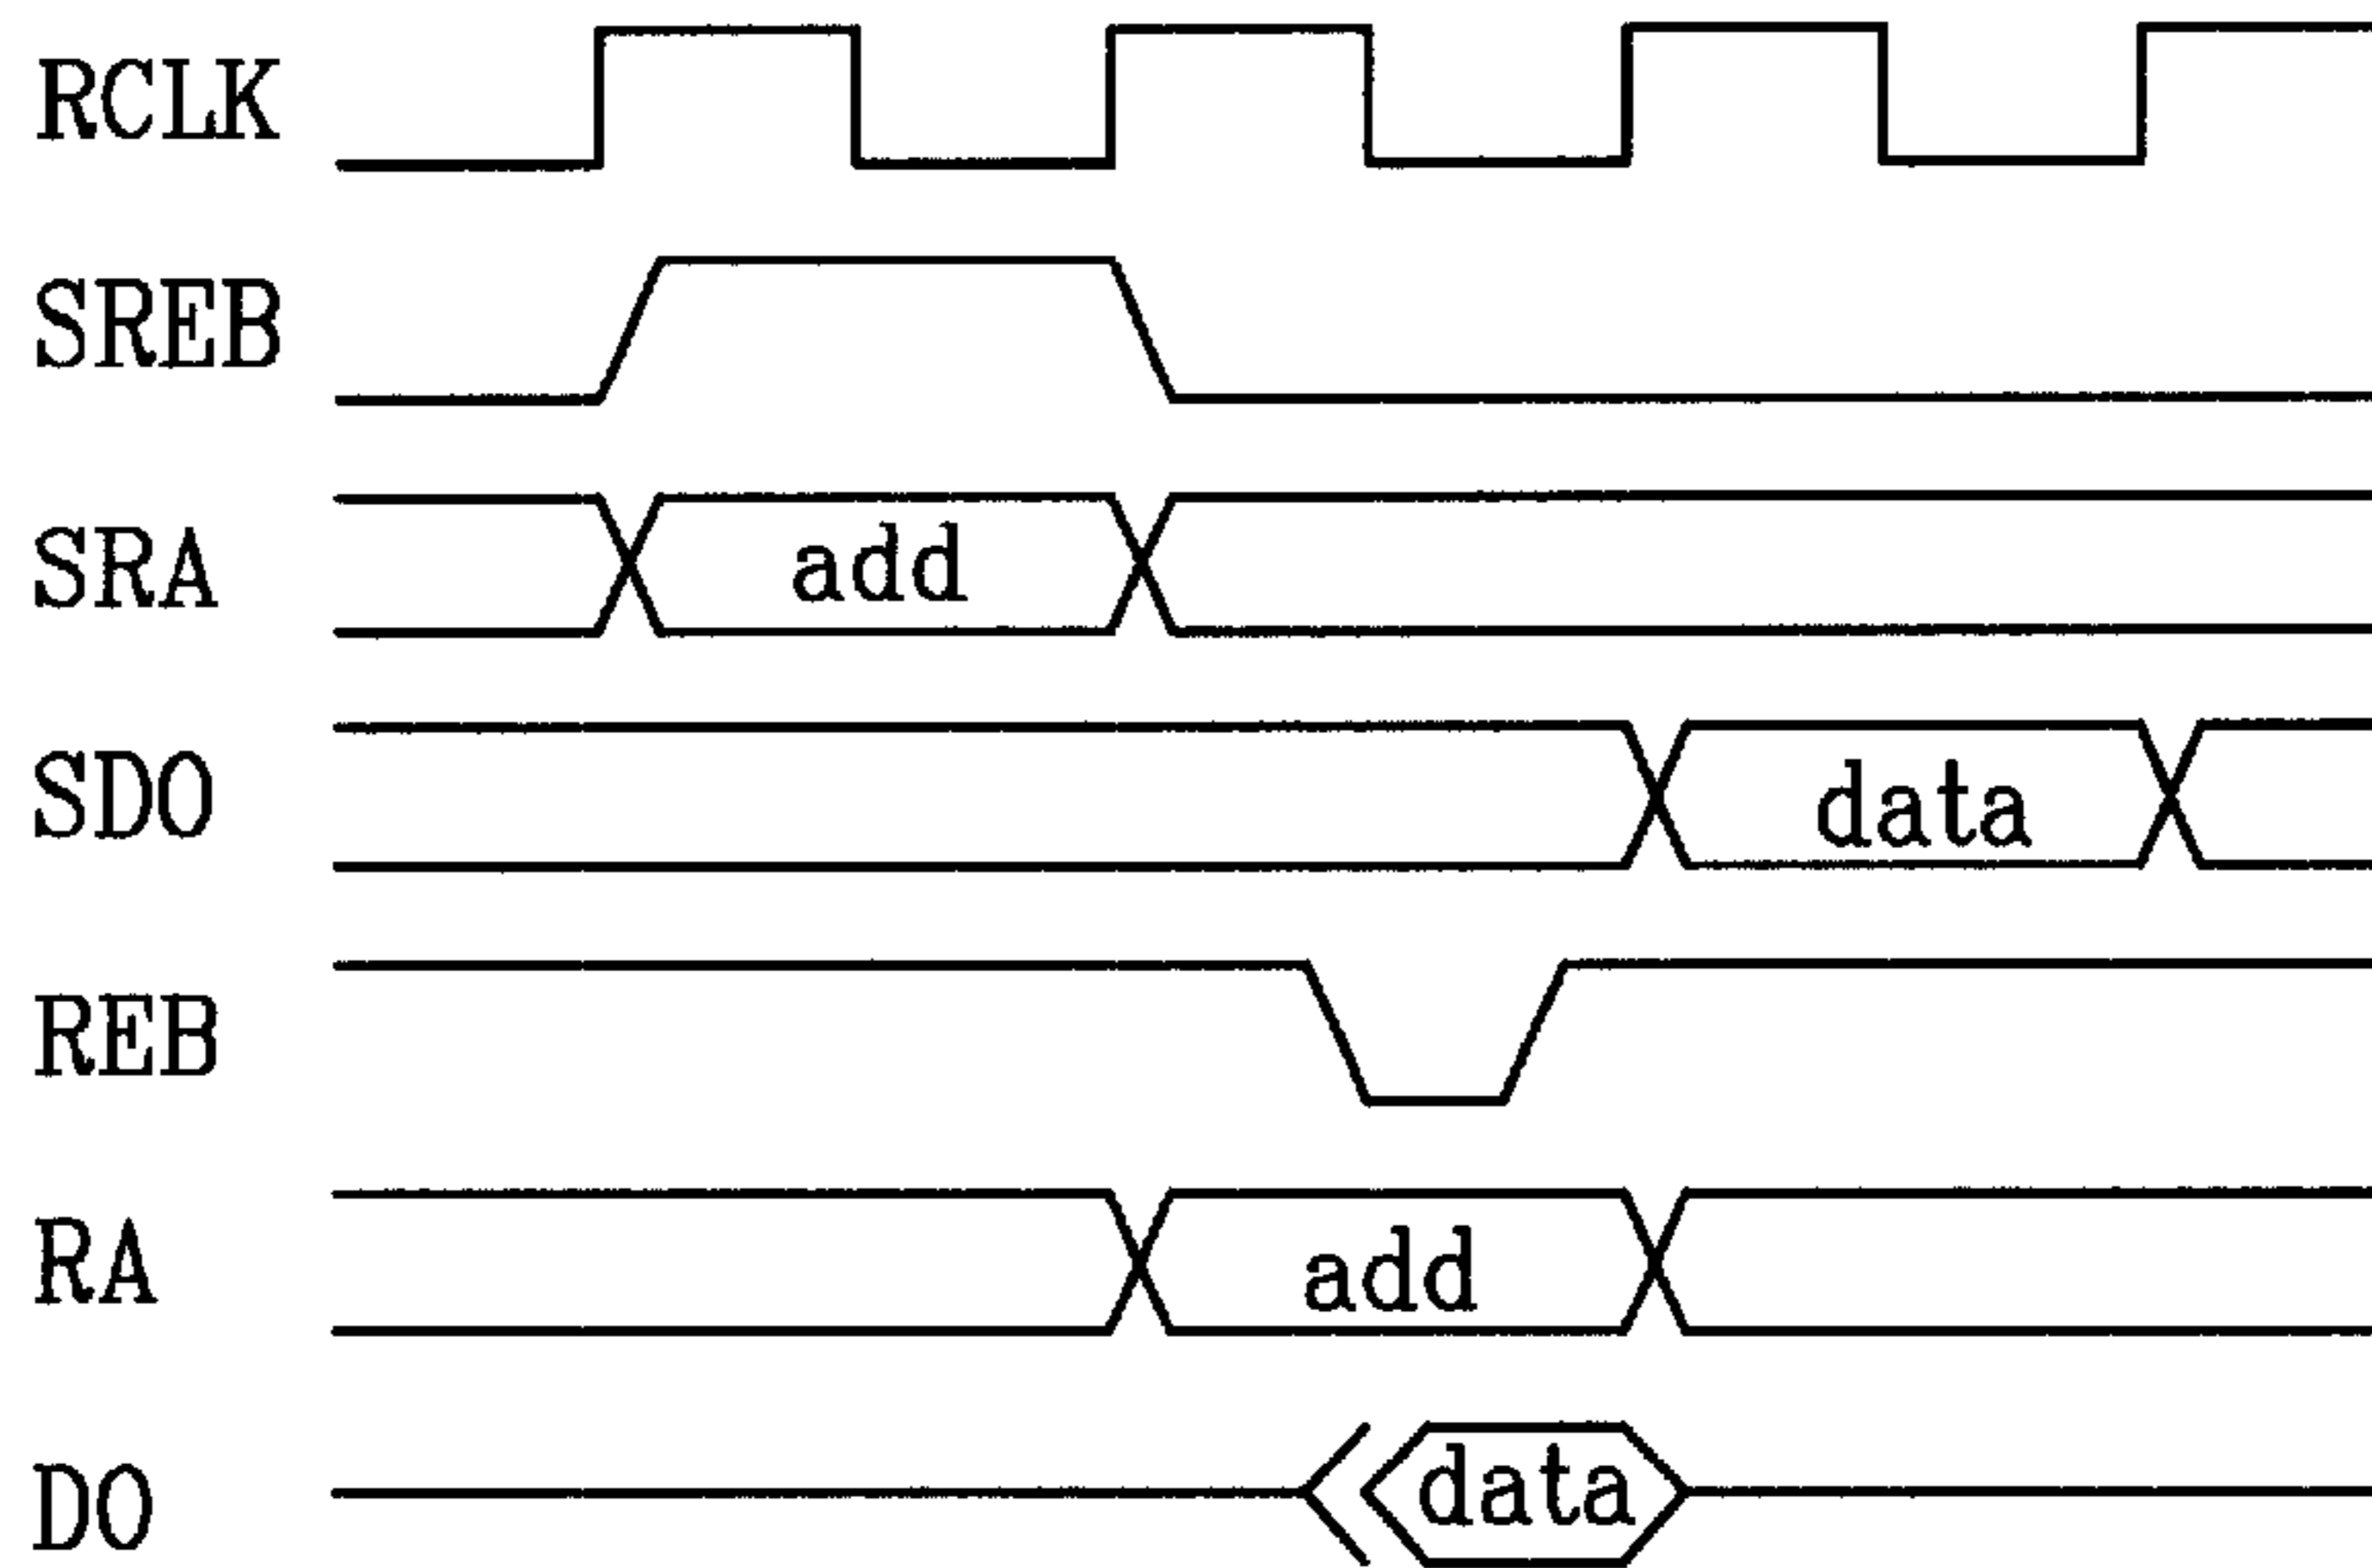 RCLK
SREB
SRA add
SDO data
REB
RA add
DO data